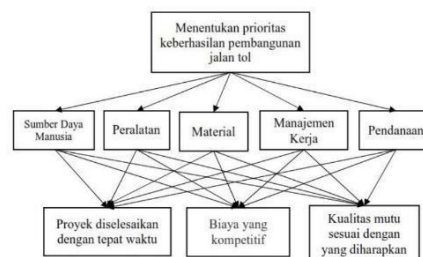 Menentukan prioritas
keberhasilan pembangunan
jalan tol
Sumber Daya
Manusia
Peralatan
Material
Manajemen
Kerja
Pendanaan
Proyek diselesaikan
dengan tepat waktu
Biaya yang
kompetitif
Kualitas mutu
sesuai dengan
yang diharapkan